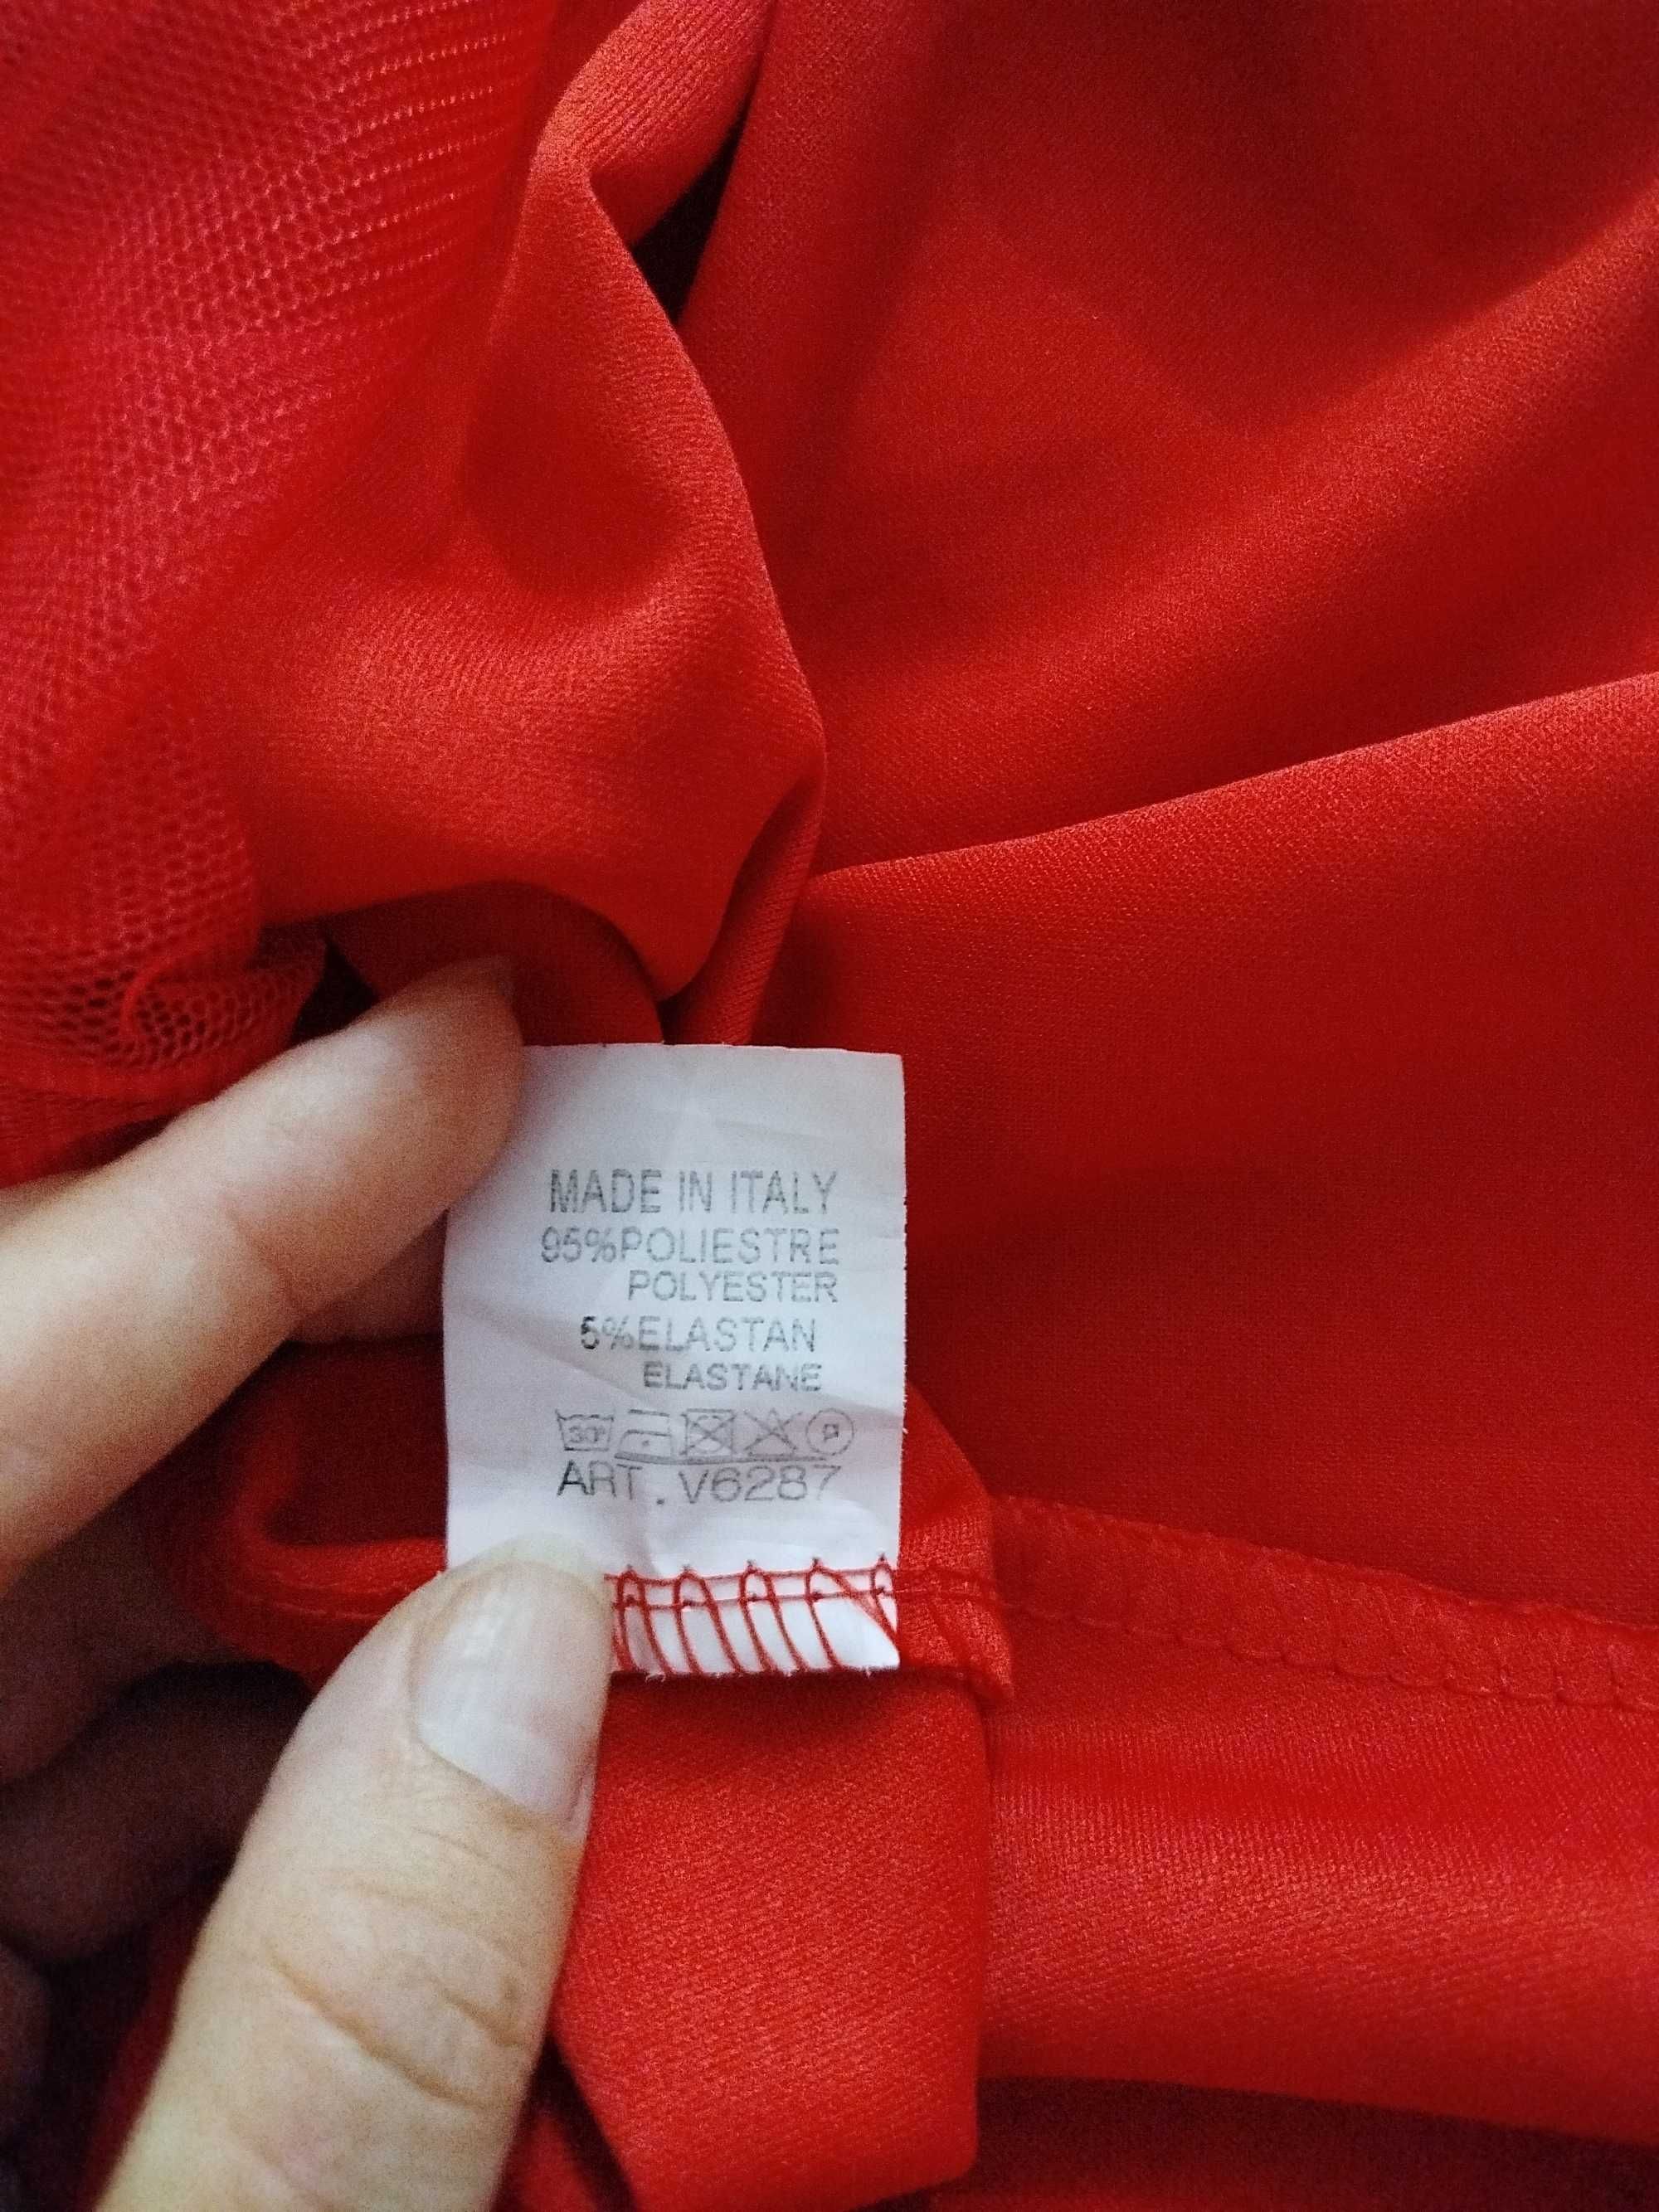 MADE IN ITALY
95%POLIESTRE
POLYESTER
5%ELASTAN
ELASTANE
30° P
ART. V6287